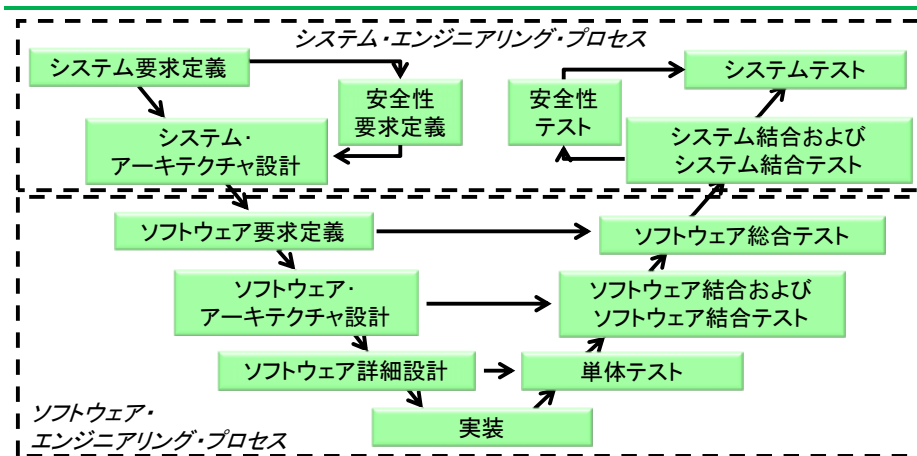 システム・エンジニアリング・プロセス
システム要求定義
システムテスト
安全性
要求定義
安全性
テスト
システム・
アーキテクチャ設計
システム結合および
システム結合テスト
ソフトウェア要求定義
ソフトウェア総合テスト
ソフトウェア・
アーキテクチャ設計
ソフトウェア結合および
ソフトウェア結合テスト
ソフトウェア詳細設計
単体テスト
実装
ソフトウェア・
エンジニアリング・プロセス